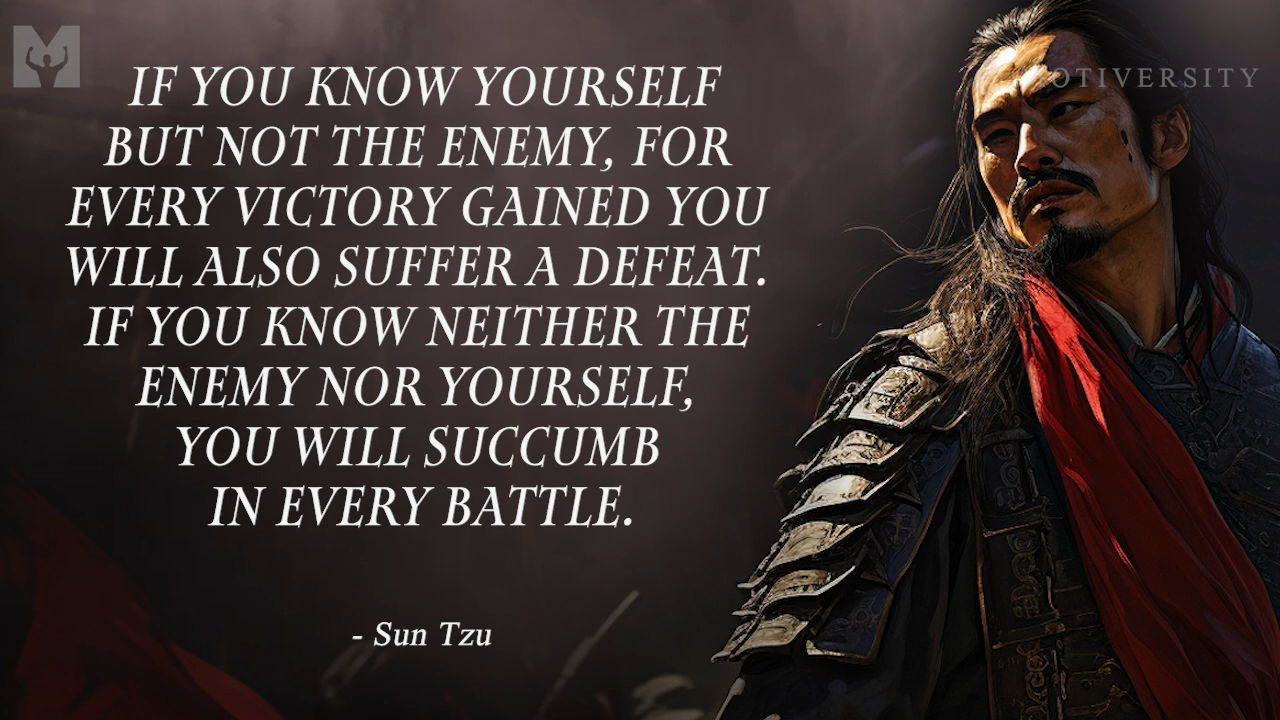 IF YOU KNOW YOURSELF
BUT NOT THE ENEMY, FOR
EVERY VICTORY GAINED YOU
WILL ALSO SUFFER A DEFEAT.
IF YOU KNOW NEITHER THE
ENEMY NOR YOURSELF,
YOU WILL SUCCUMB
IN EVERY BATTLE.
- Sun Tzu
M